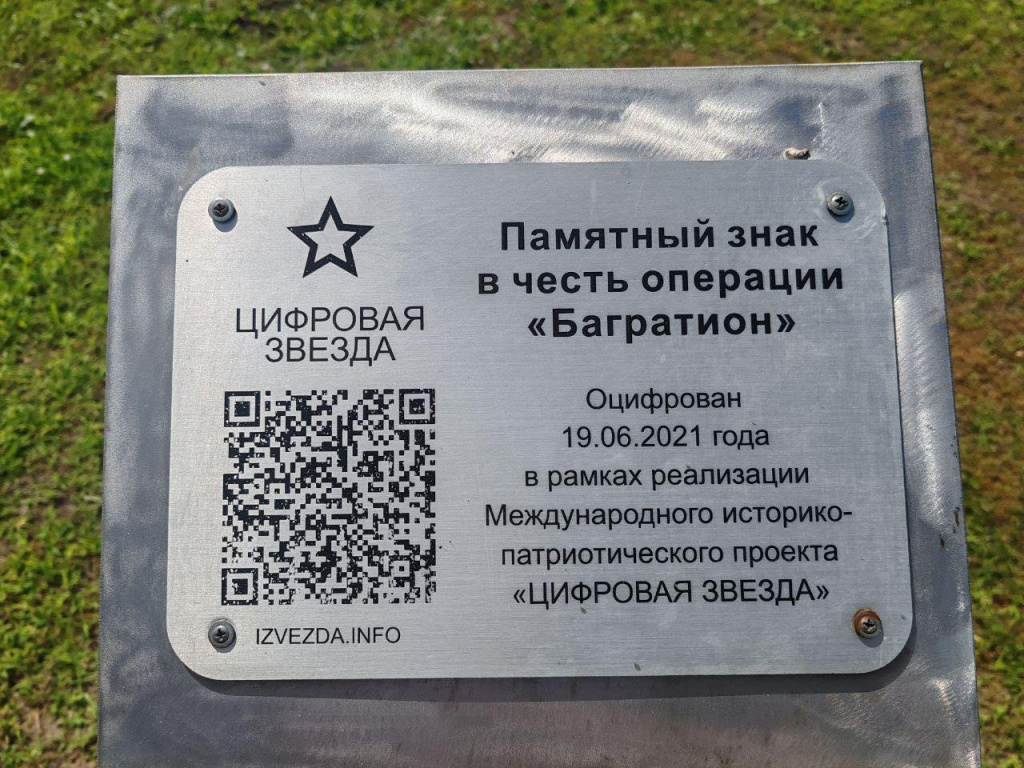 ЦИФРОВАЯ
ЗВЕЗДА
IZVEZDA.INFO
Памятный знак
в честь операции
«Багратион»
Оцифрован
19.06.2021 года
в рамках реализации
Международного историко-
патриотического проекта
«ЦИФРОВАЯ ЗВЕЗДА»